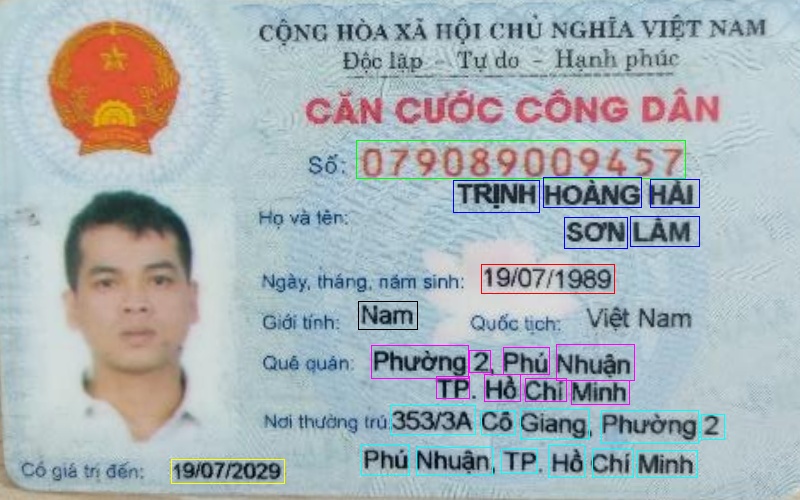 CỘNG HÒA XÃ HỘI CHỦ NGHĨA VIỆT NAM
Độc lập - Tự do - Hạnh phúc
CĂN CƯỚC CÔNG DÂN
Số: 079089009457
Họ và tên: TRỊNH HOÀNG HẢI
SƠN LÂM
Ngày, tháng, năm sinh: 19/07/1989
Giới tính: Nam Quốc tịch: Việt Nam
Quê quán: Phường 2, Phú Nhuận
TP. Hồ Chí Minh
Nơi thường trú: 353/3A Cô Giang, Phường 2
Phú Nhuận, TP. Hồ Chí Minh
Có giá trị đến: 19/07/2029